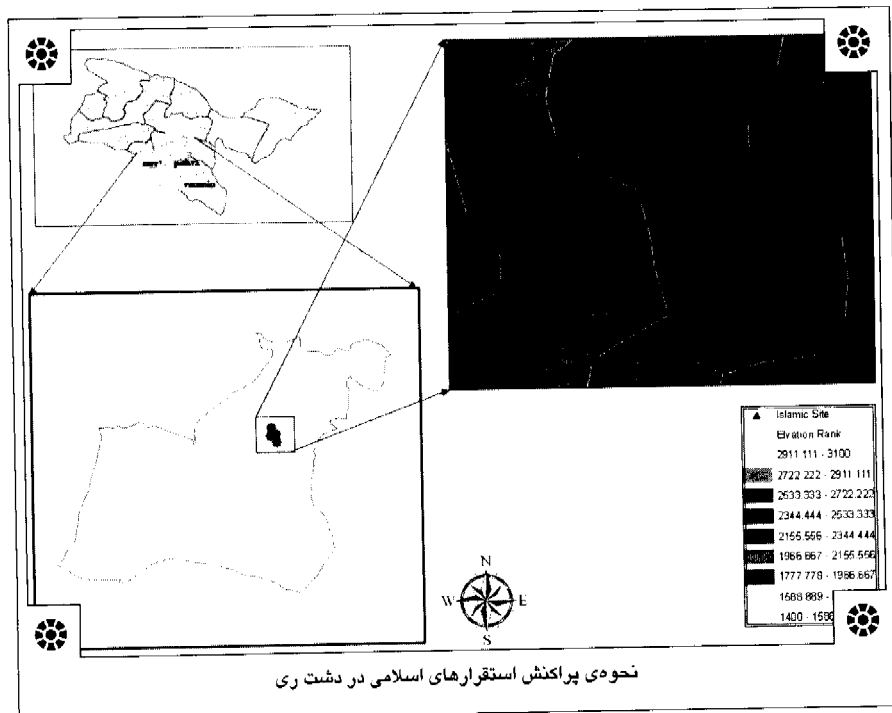 Islamic Site
Elvation Rank
2911.111 - 3100
2722.222 - 2911.111
2533.333 - 2722.222
2344.444 - 2533.333
2155.556 - 2344.444
1966.667 - 2155.556
1777.778 - 1966.667
1588.889 -
1400 - 1588
N
W E
S
نحوه‌ی پراکنش استقرارهای اسلامی در دشت ری